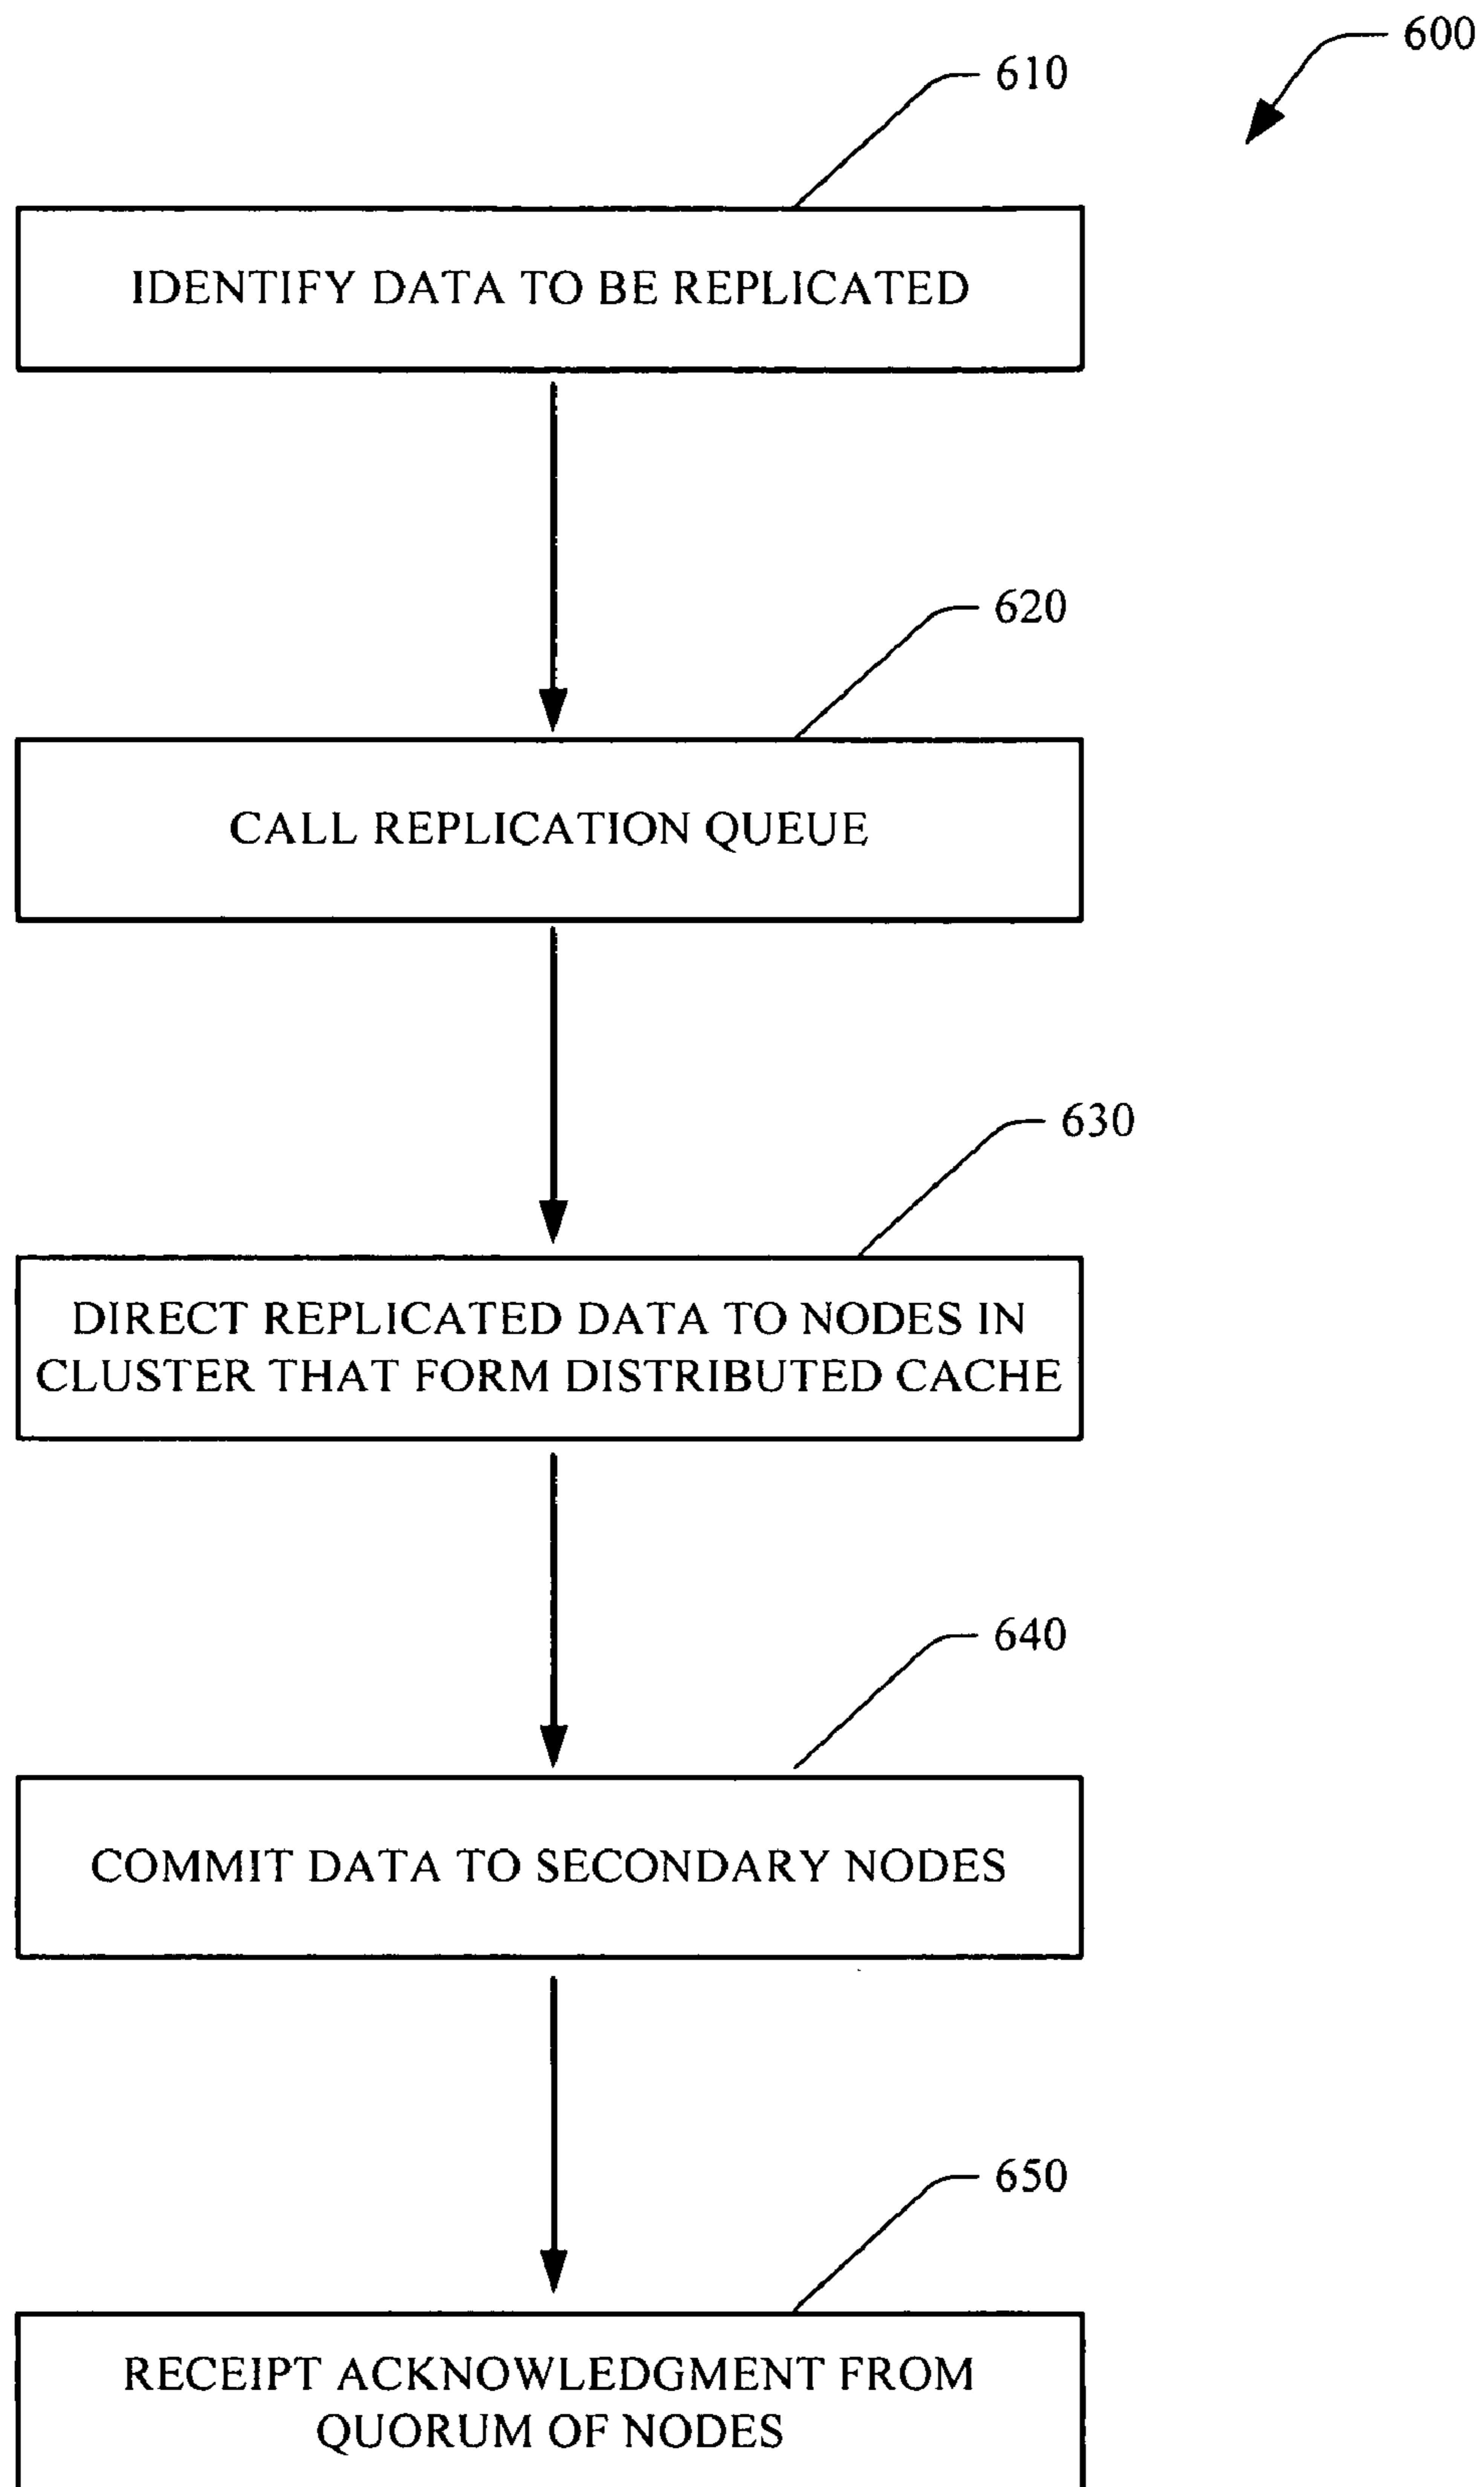 600
610
IDENTIFY DATA TO BE REPLICATED
620
CALL REPLICATION QUEUE
630
DIRECT REPLICATED DATA TO NODES IN
CLUSTER THAT FORM DISTRIBUTED CACHE
640
COMMIT DATA TO SECONDARY NODES
650
RECEIPT ACKNOWLEDGMENT FROM
QUORUM OF NODES